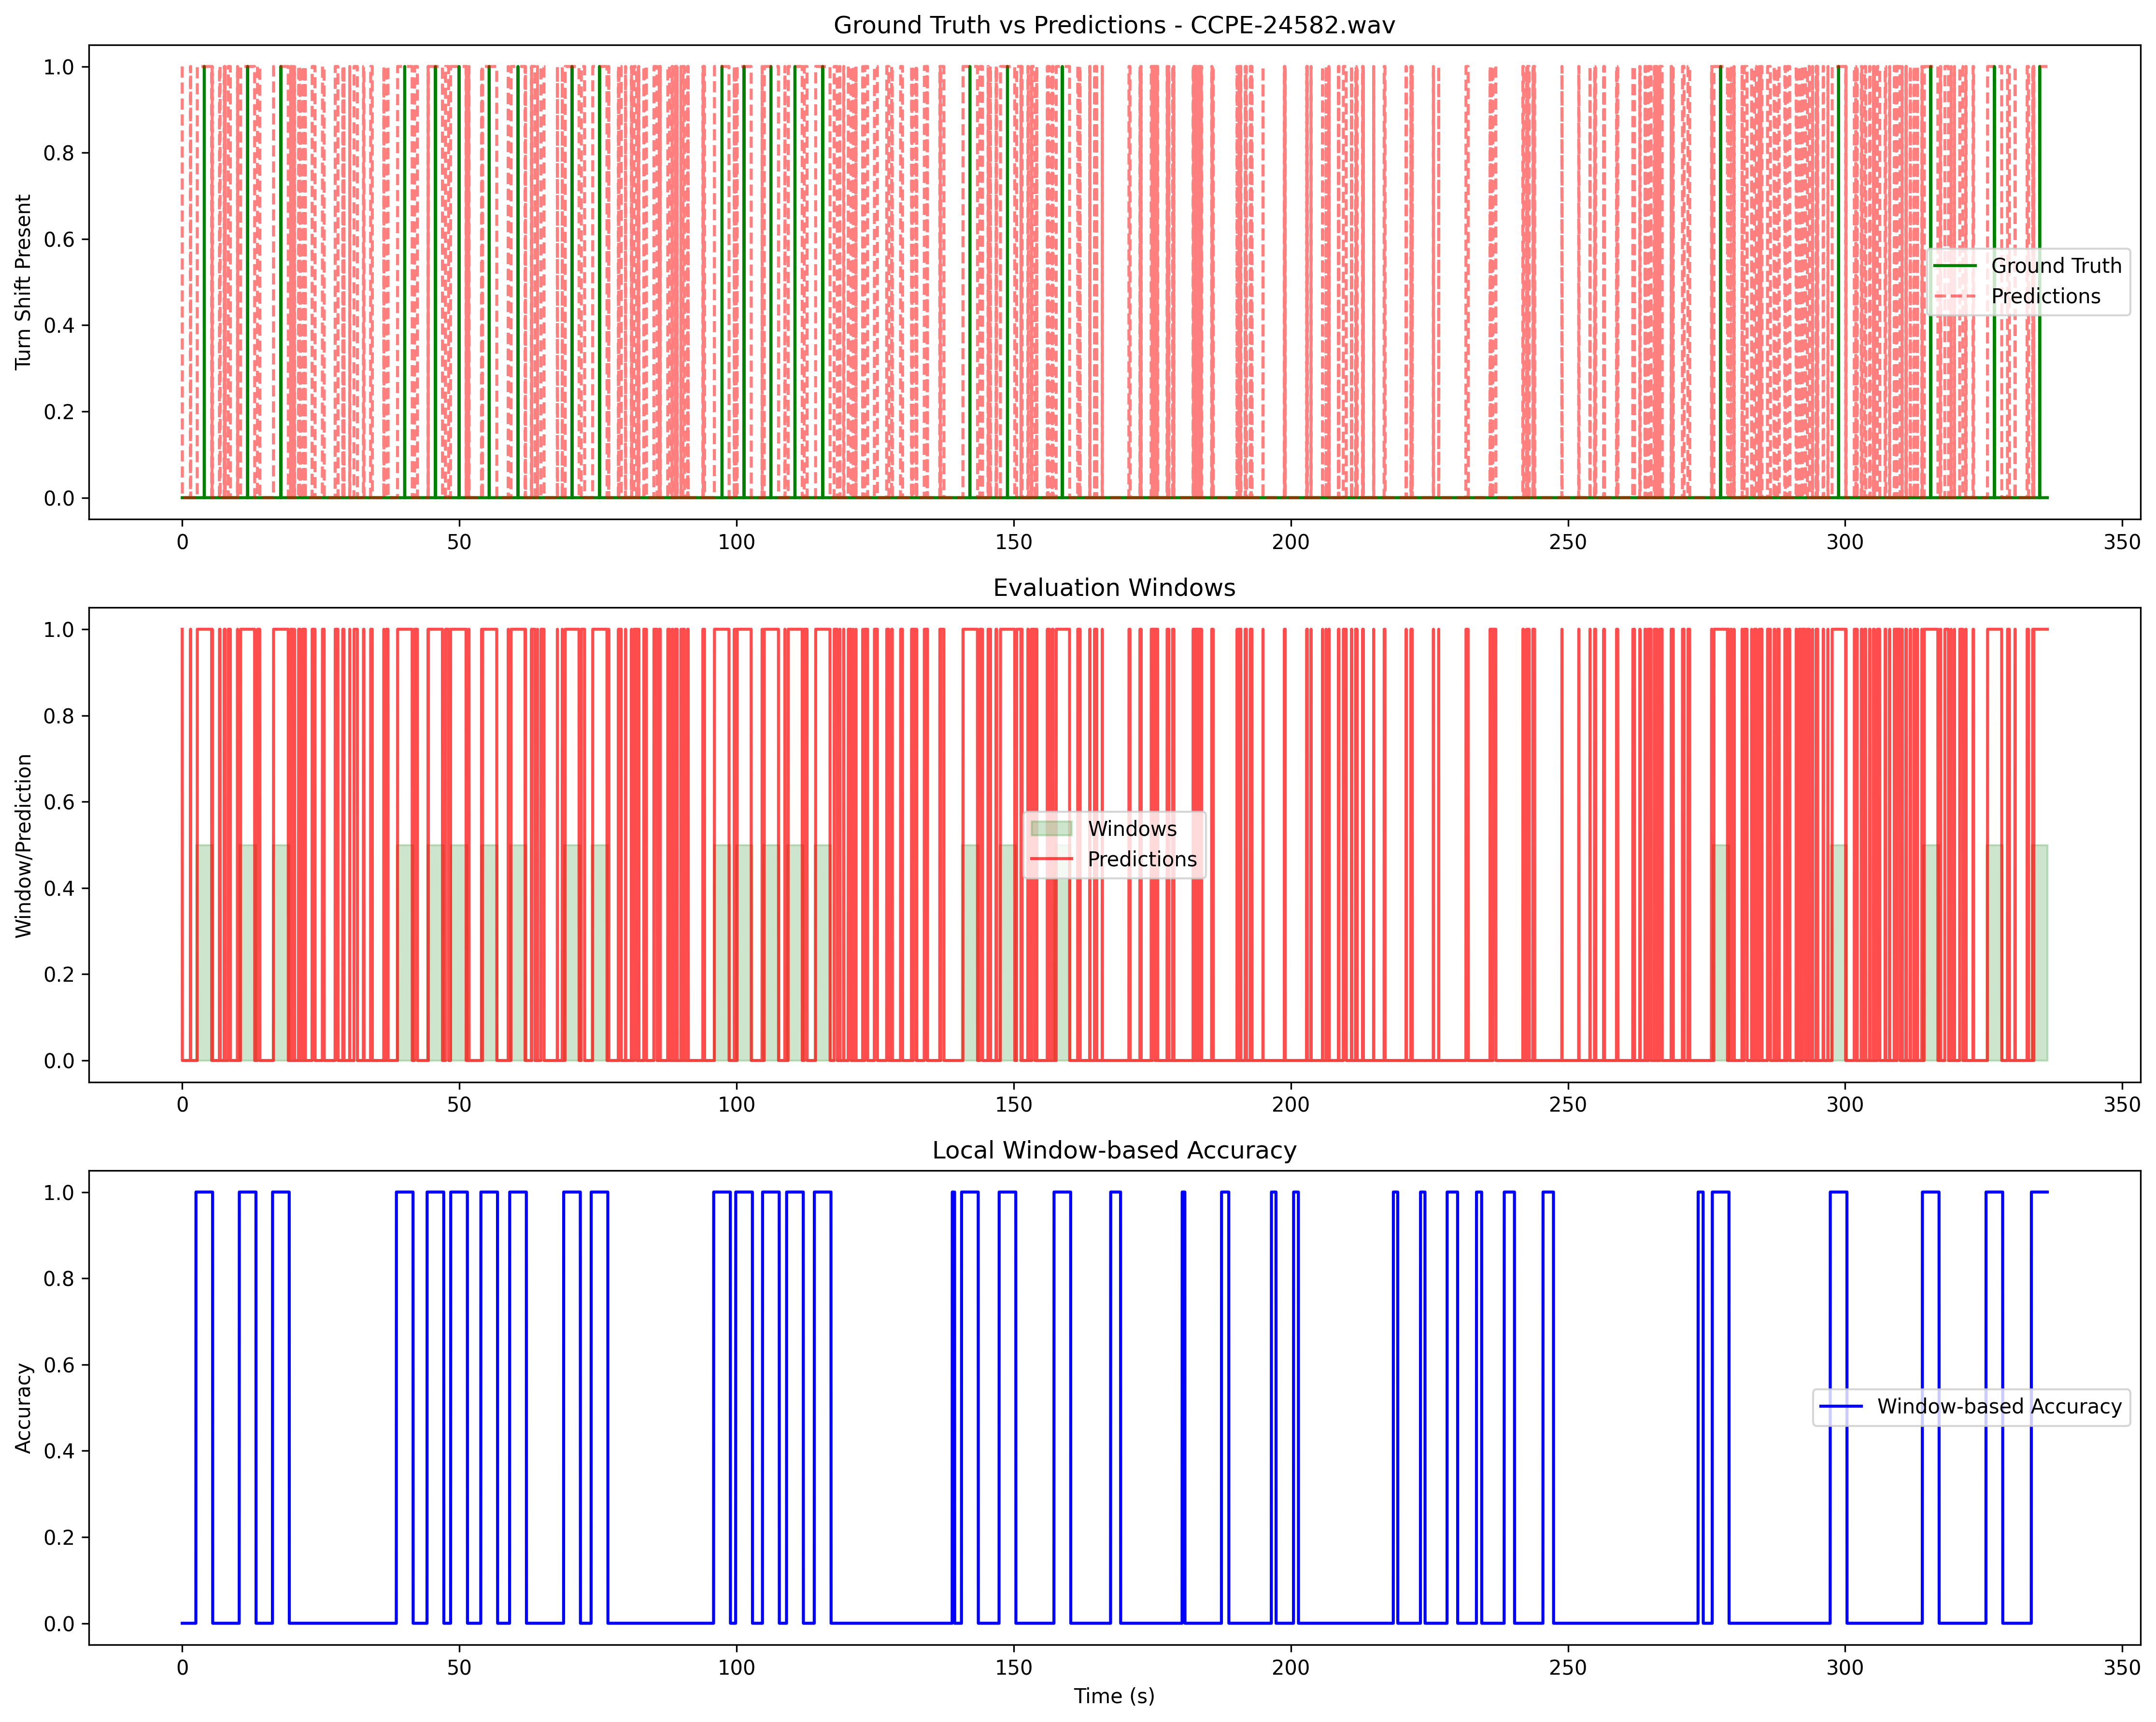 Ground Truth vs Predictions - CCPE-24582.wav
Turn Shift Present
1.0
0.8
0.6
0.4
0.2
0.0
Ground Truth
Predictions
0 50 100 150 200 250 300 350
Evaluation Windows
Window/Prediction
1.0
0.8
0.6
0.4
0.2
0.0
Windows
Predictions
0 50 100 150 200 250 300 350
Local Window-based Accuracy
Accuracy
1.0
0.8
0.6
0.4
0.2
0.0
Window-based Accuracy
0 50 100 150 200 250 300 350
Time (s)